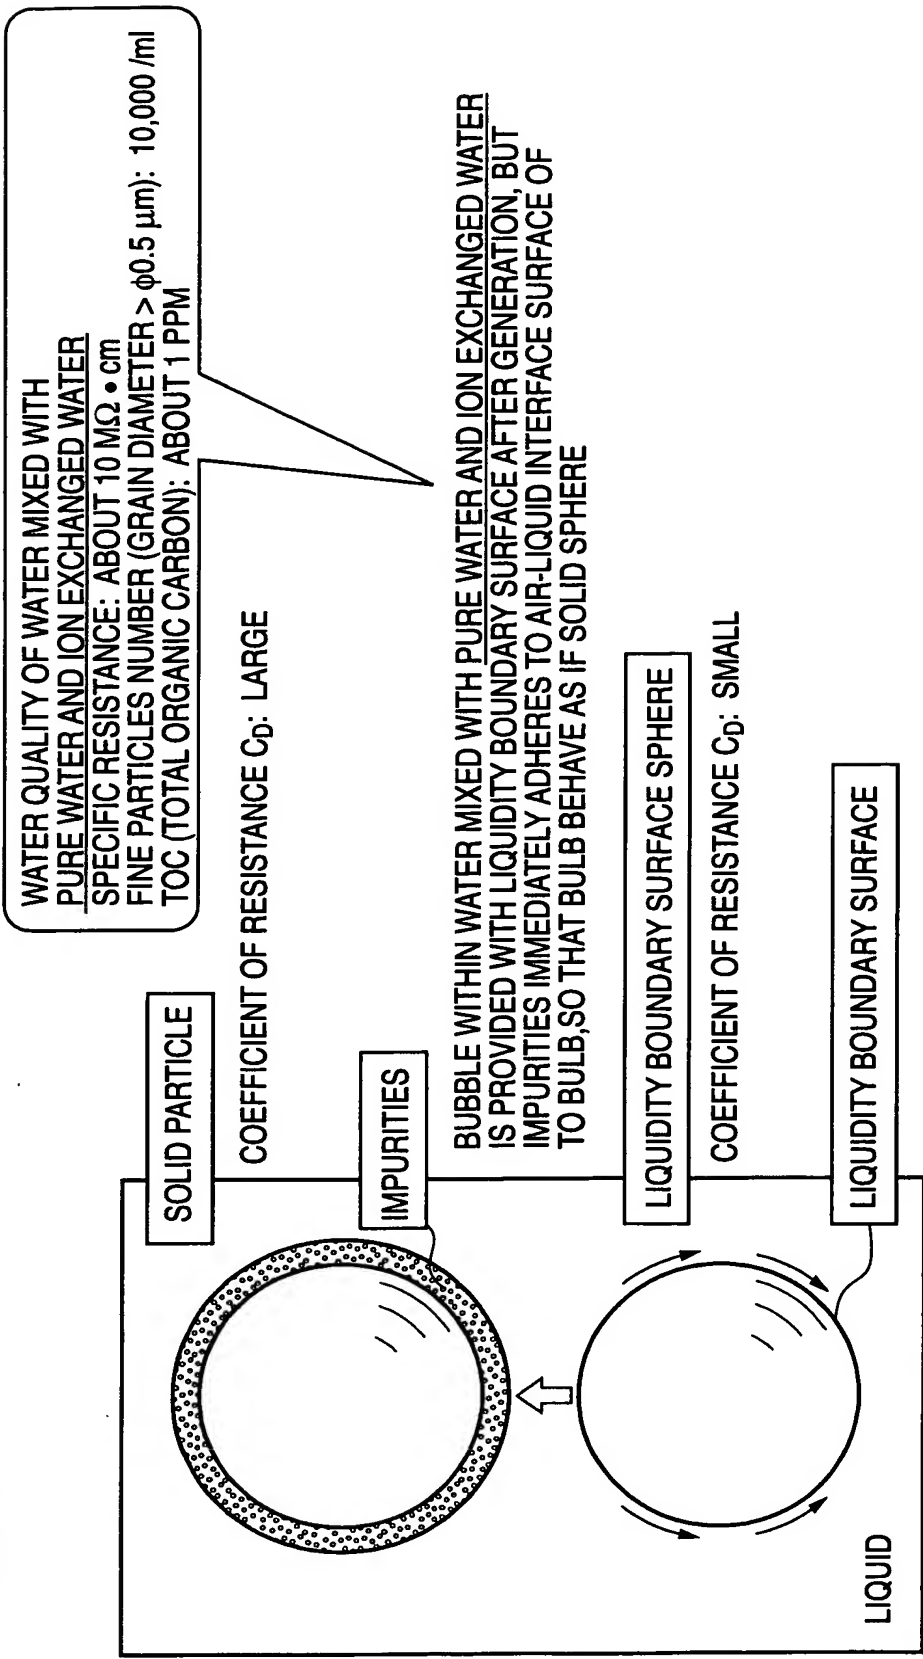 WATER QUALITY OF WATER MIXED WITH
PURE WATER AND ION EXCHANGED WATER
SPECIFIC RESISTANCE: ABOUT 10 MΩ • cm
FINE PARTICLES NUMBER (GRAIN DIAMETER > ϕ0.5 μm): 10,000 /ml
TOC (TOTAL ORGANIC CARBON): ABOUT 1 PPM
SOLID PARTICLE
COEFFICIENT OF RESISTANCE CD: LARGE
IMPURITIES
BUBBLE WITHIN WATER MIXED WITH PURE WATER AND ION EXCHANGED WATER
IS PROVIDED WITH LIQUIDITY BOUNDARY SURFACE AFTER GENERATION, BUT
IMPURITIES IMMEDIATELY ADHERES TO AIR-LIQUID INTERFACE SURFACE OF
TO BULB,SO THAT BULB BEHAVE AS IF SOLID SPHERE
LIQUIDITY BOUNDARY SURFACE SPHERE
COEFFICIENT OF RESISTANCE CD: SMALL
LIQUIDITY BOUNDARY SURFACE
LIQUID